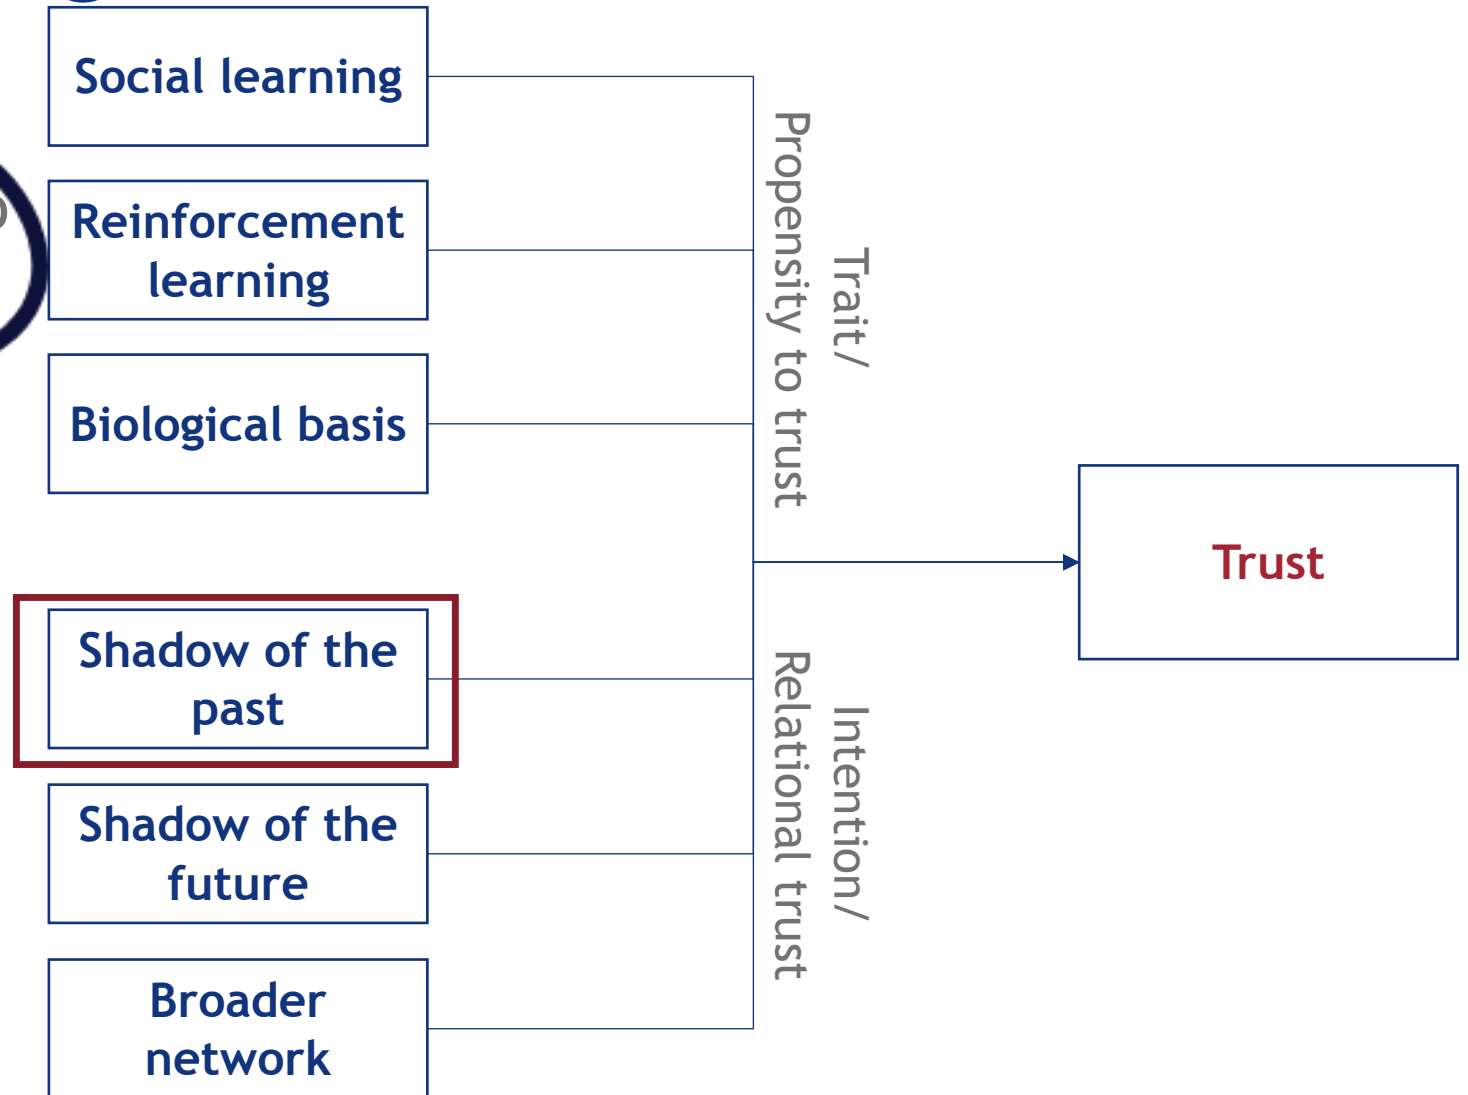 Social learning
Reinforcement
learning
Biological basis
Trait/
Propensity to trust
Trust
Shadow of the
past
Shadow of the
future
Broader
network
Intention/
Relational trust